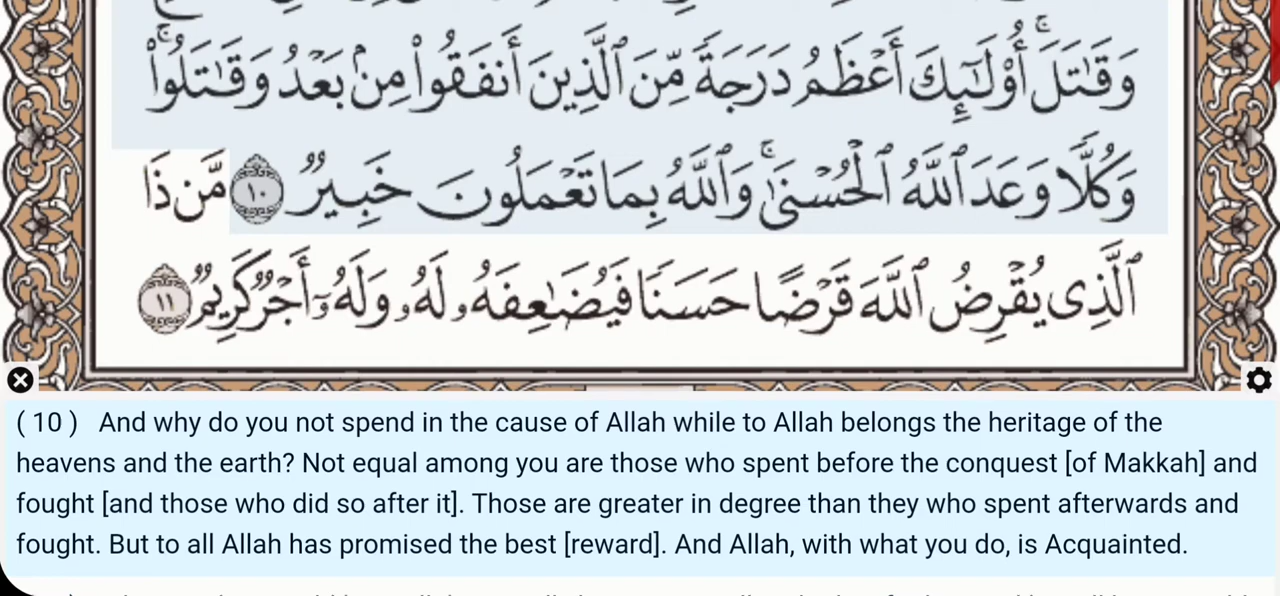 وَقَٰتَلَۚ أُوْلَٰٓئِكَ أَعۡظَمُ دَرَجَةٗ مِّنَ ٱلَّذِينَ أَنفَقُواْ مِنۢ بَعۡدُ وَقَٰتَلُواْۚ
وَكُلّٗا وَعَدَ ٱللَّهُ ٱلۡحُسۡنَىٰۚ وَٱللَّهُ بِمَا تَعۡمَلُونَ خَبِيرٞ ١٠ مَّن ذَا
ٱلَّذِي يُقۡرِضُ ٱللَّهَ قَرۡضًا حَسَنٗا فَيُضَٰعِفَهُۥ لَهُۥ وَلَهُۥٓ أَجۡرٞ كَرِيمٞ ١١
( 10 ) And why do you not spend in the cause of Allah while to Allah belongs the heritage of the
heavens and the earth? Not equal among you are those who spent before the conquest [of Makkah] and
fought [and those who did so after it]. Those are greater in degree than they who spent afterwards and
fought. But to all Allah has promised the best [reward]. And Allah, with what you do, is Acquainted.